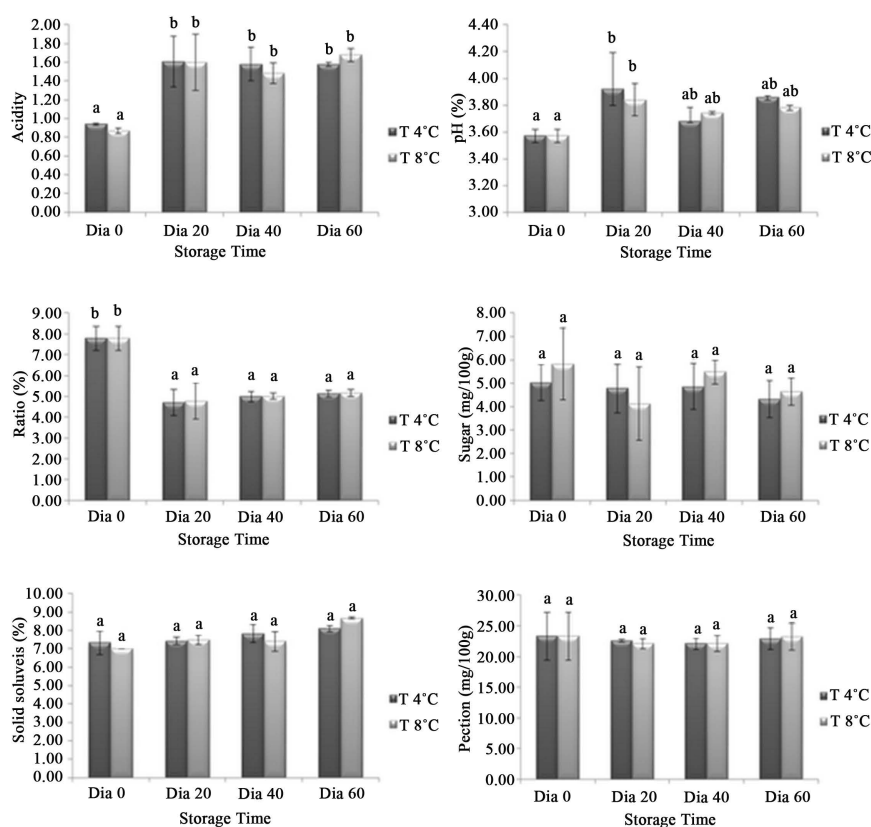 2.00
1.80
1.60
1.40
1.20
1.00
0.80
0.60
0.40
0.20
0.00
Acidity
a a b b b b b b
Dia 0 Dia 20 Dia 40 Dia 60
Storage Time
T 4°C
T 8°C
4.40
4.20
4.00
3.80
3.60
3.40
3.20
3.00
pH (%)
a a b b ab ab ab ab
Dia 0 Dia 20 Dia 40 Dia 60
Storage Time
T 4°C
T 8°C
9.00
8.00
7.00
6.00
5.00
4.00
3.00
2.00
1.00
0.00
Ratio (%)
b b a a a a a a
Dia 0 Dia 20 Dia 40 Dia 60
Storage Time
T 4°C
T 8°C
8.00
7.00
6.00
5.00
4.00
3.00
2.00
1.00
0.00
Sugar (mg/100g)
a a a a a a a a
Dia 0 Dia 20 Dia 40 Dia 60
Storage Time
T 4°C
T 8°C
10.00
9.00
8.00
7.00
6.00
5.00
4.00
3.00
2.00
1.00
0.00
Solid soluveis (%)
a a a a a a a a
Dia 0 Dia 20 Dia 40 Dia 60
Storage Time
T 4°C
T 8°C
30.00
25.00
20.00
15.00
10.00
5.00
0.00
Pection (mg/100g)
a a a a a a a a
Dia 0 Dia 20 Dia 40 Dia 60
Storage Time
T 4°C
T 8°C